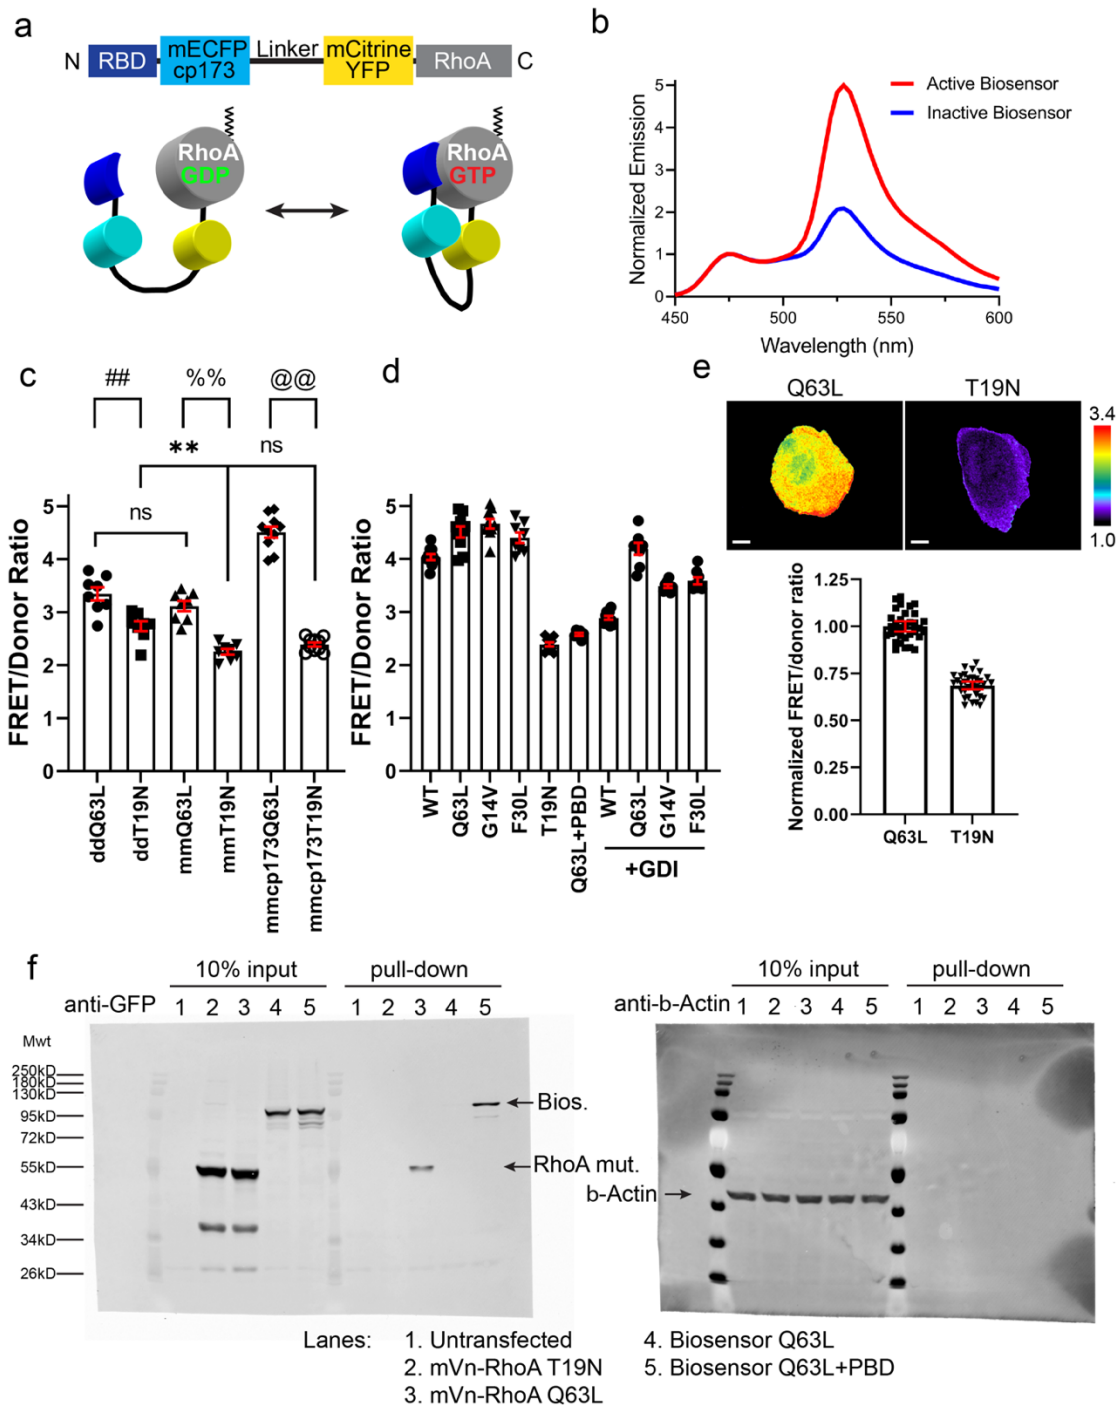 a
N RBD mECFP cp173 Linker mCitrine YFP RhoA C
RhoA
GDP
RhoA
GTP
b
Normalized Emission
5
4
3
2
1
0
450 500 550 600
Wavelength (nm)
Active Biosensor
Inactive Biosensor
c
## %% @@
** ns
ns
FRET/Donor Ratio
5
4
3
2
1
0
ddQ63L
ddT19N
mmQ63L
mmT19N
mmcp173Q63L
mmcp173T19N
d
FRET/Donor Ratio
5
4
3
2
1
0
WT
Q63L
G14V
F30L
T19N
Q63L+PBD
WT
Q63L
G14V
F30L
+GDI
e
Q63L T19N
3.4
1.0
Normalized FRET/donor ratio
1.25
1.00
0.75
0.50
0.25
0.00
Q63L T19N
f
10% input pull-down
anti-GFP 1 2 3 4 5 1 2 3 4 5
Mwt
250kD
180kD
130kD
95kD
72kD
55kD
43kD
34kD
26kD
Bios.
RhoA mut.
10% input pull-down
anti-b-Actin 1 2 3 4 5 1 2 3 4 5
b-Actin
Lanes: 1. Untransfected
2. mVn-RhoA T19N
3. mVn-RhoA Q63L
4. Biosensor Q63L
5. Biosensor Q63L+PBD